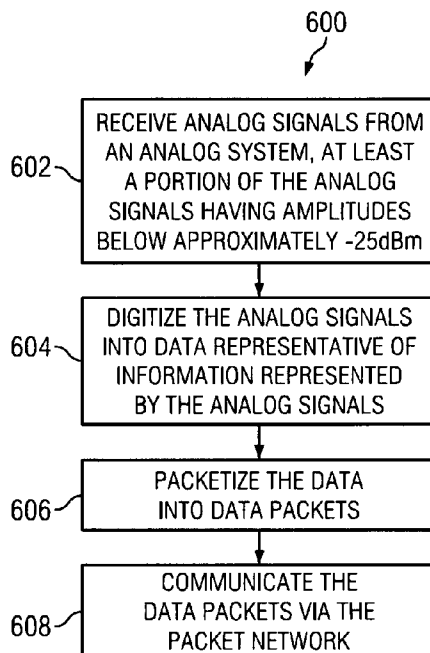 600
602
RECEIVE ANALOG SIGNALS FROM
AN ANALOG SYSTEM, AT LEAST
A PORTION OF THE ANALOG
SIGNALS HAVING AMPLITUDES
BELOW APPROXIMATELY -25dBm
604
DIGITIZE THE ANALOG SIGNALS
INTO DATA REPRESENTATIVE OF
INFORMATION REPRESENTED
BY THE ANALOG SIGNALS
606
PACKETIZE THE DATA
INTO DATA PACKETS
608
COMMUNICATE THE
DATA PACKETS VIA THE
PACKET NETWORK